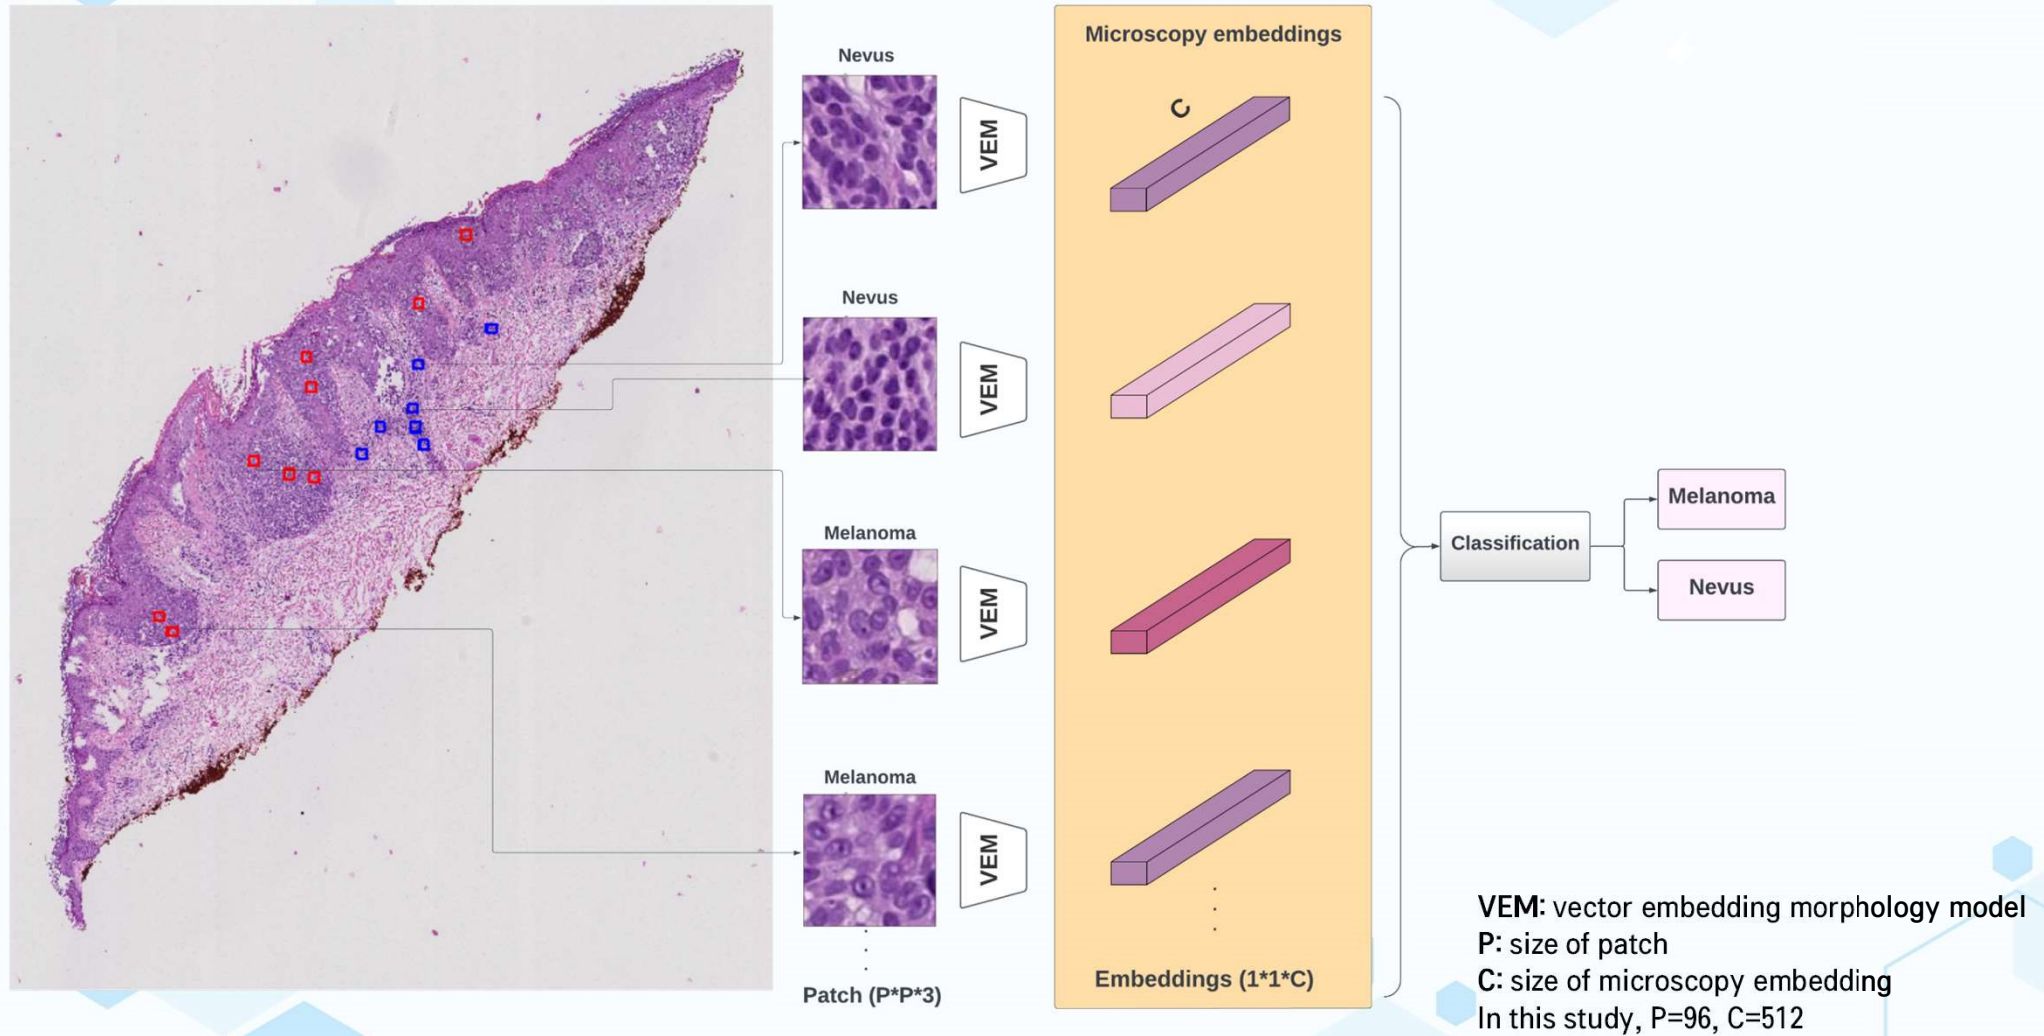 Nevus
VEM
Nevus
VEM
Melanoma
VEM
Melanoma
VEM
Patch (P*P*3)
Microscopy embeddings
C
Embeddings (1*1*C)
Classification
Melanoma
Nevus
VEM: vector embedding morphology model
P: size of patch
C: size of microscopy embedding
In this study, P=96, C=512